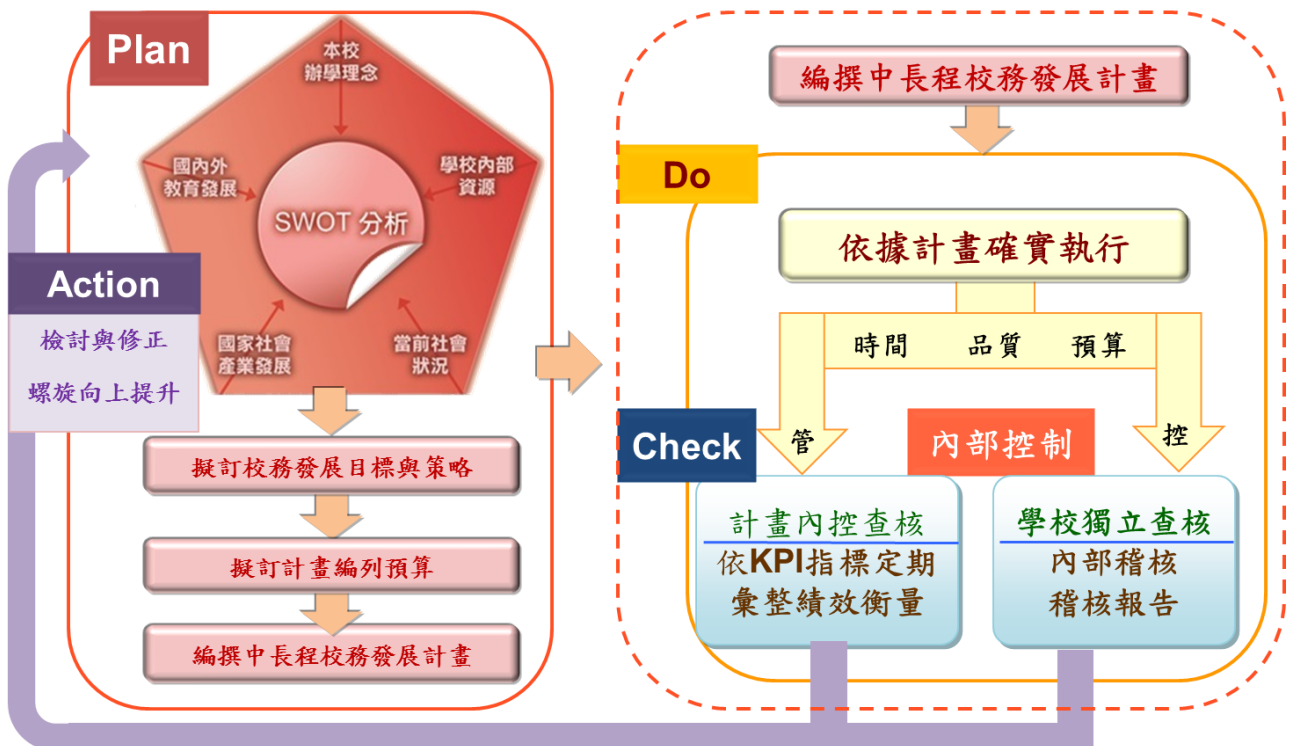 Plan
本校
辦學理念
國內外
教育發展
學校內部
資源
SWOT 分析
國家社會
產業發展
當前社會
狀況
擬訂校務發展目標與策略
擬訂計畫編列預算
編撰中長程校務發展計畫
Action
檢討與修正
螺旋向上提升
編撰中長程校務發展計畫
Do
依據計畫確實執行
時間 品質 預算
管
控
Check
內部控制
計畫內控查核
依KPI指標定期
彙整績效衡量
學校獨立查核
內部稽核
稽核報告